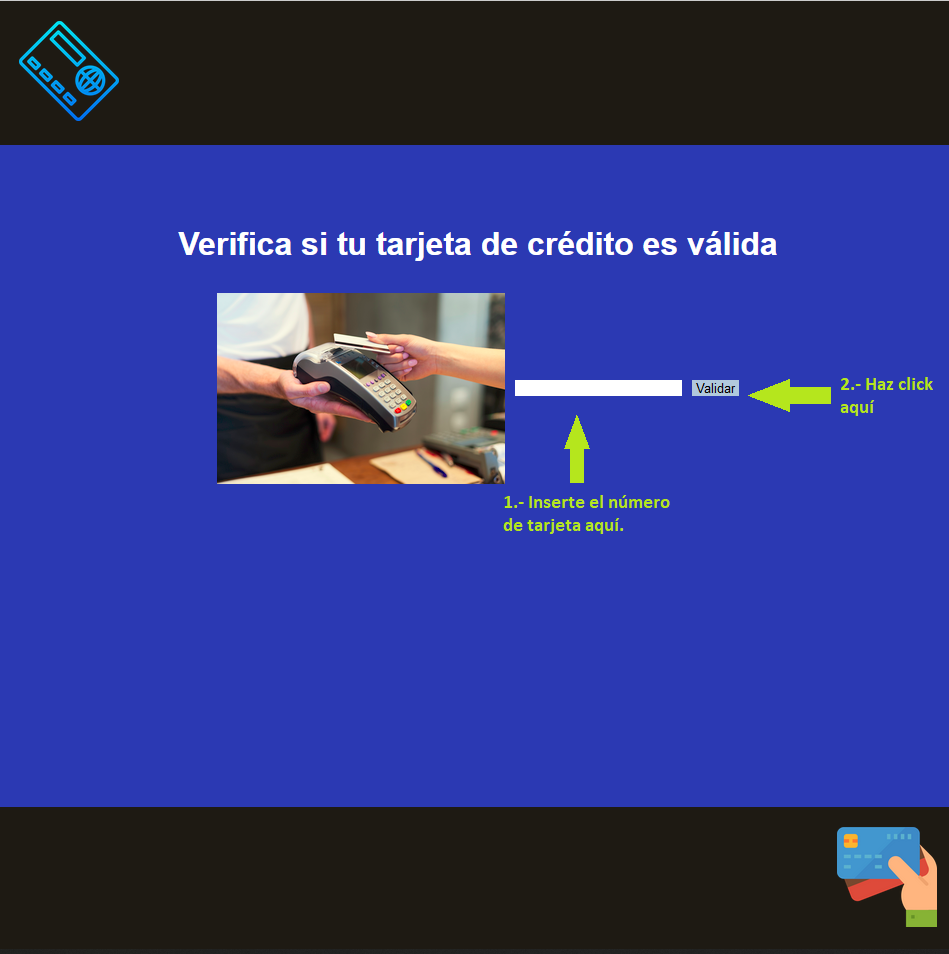 Verifica si tu tarjeta de crédito es válida
Validar
2.- Haz click
aquí
1.- Inserte el número
de tarjeta aquí.